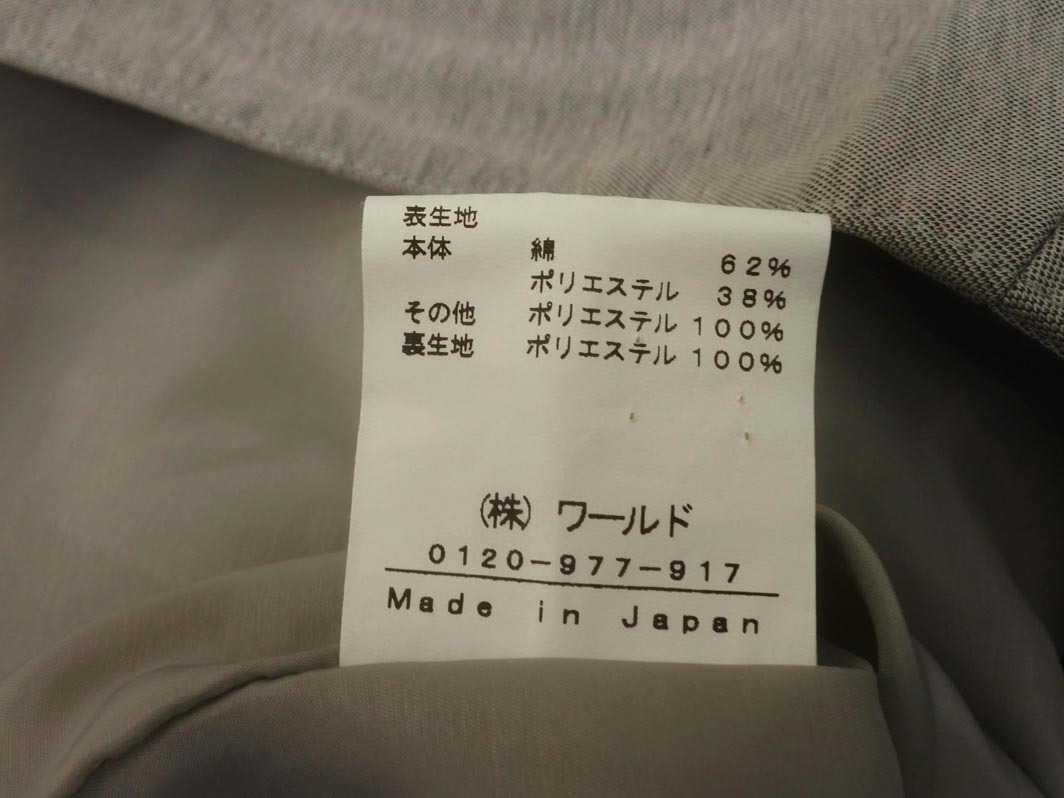 表生地
本体 綿 62%
ポリエステル 38%
その他 ポリエステル 100%
裏生地 ポリエステル 100%
(株) ワールド
0120-977-917
Made in Japan